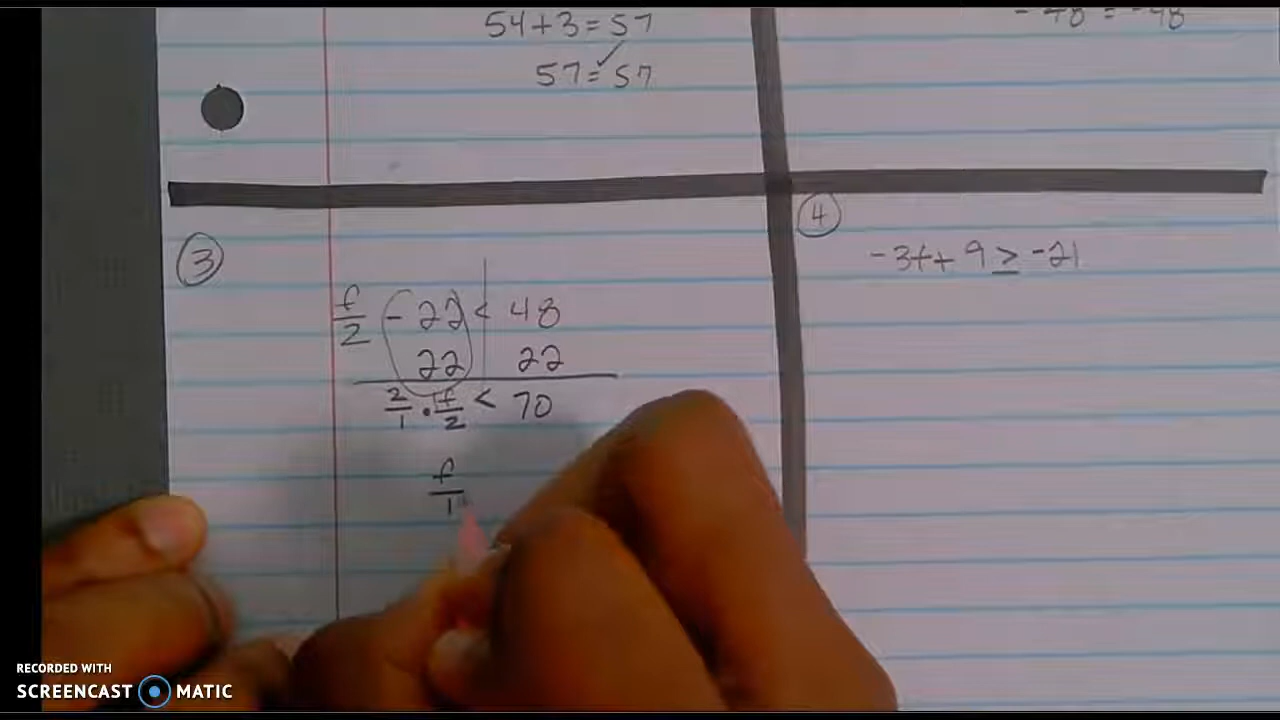 54+3=57
57=57
-48=-48
3
f/2 -22 < 48
22 22
2/1 · f/2 < 70
f/1
4
-3f+9≥-21
RECORDED WITH
SCREENCAST MATIC